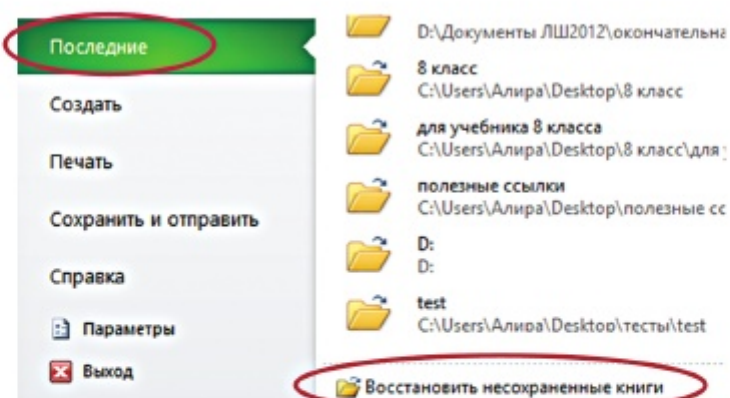 Последние
Создать
Печать
Сохранить и отправить
Справка
Параметры
Выход
D:\Документы ЛШ2012\окончательна
8 класс
C:\Users\Алира\Desktop\8 класс
для учебника 8 класса
C:\Users\Алира\Desktop\8 класс\для
полезные ссылки
C:\Users\Алира\Desktop\полезные сс
D:
D:
test
C:\Users\Алира\Desktop\тесты\test
Восстановить несохраненные книги